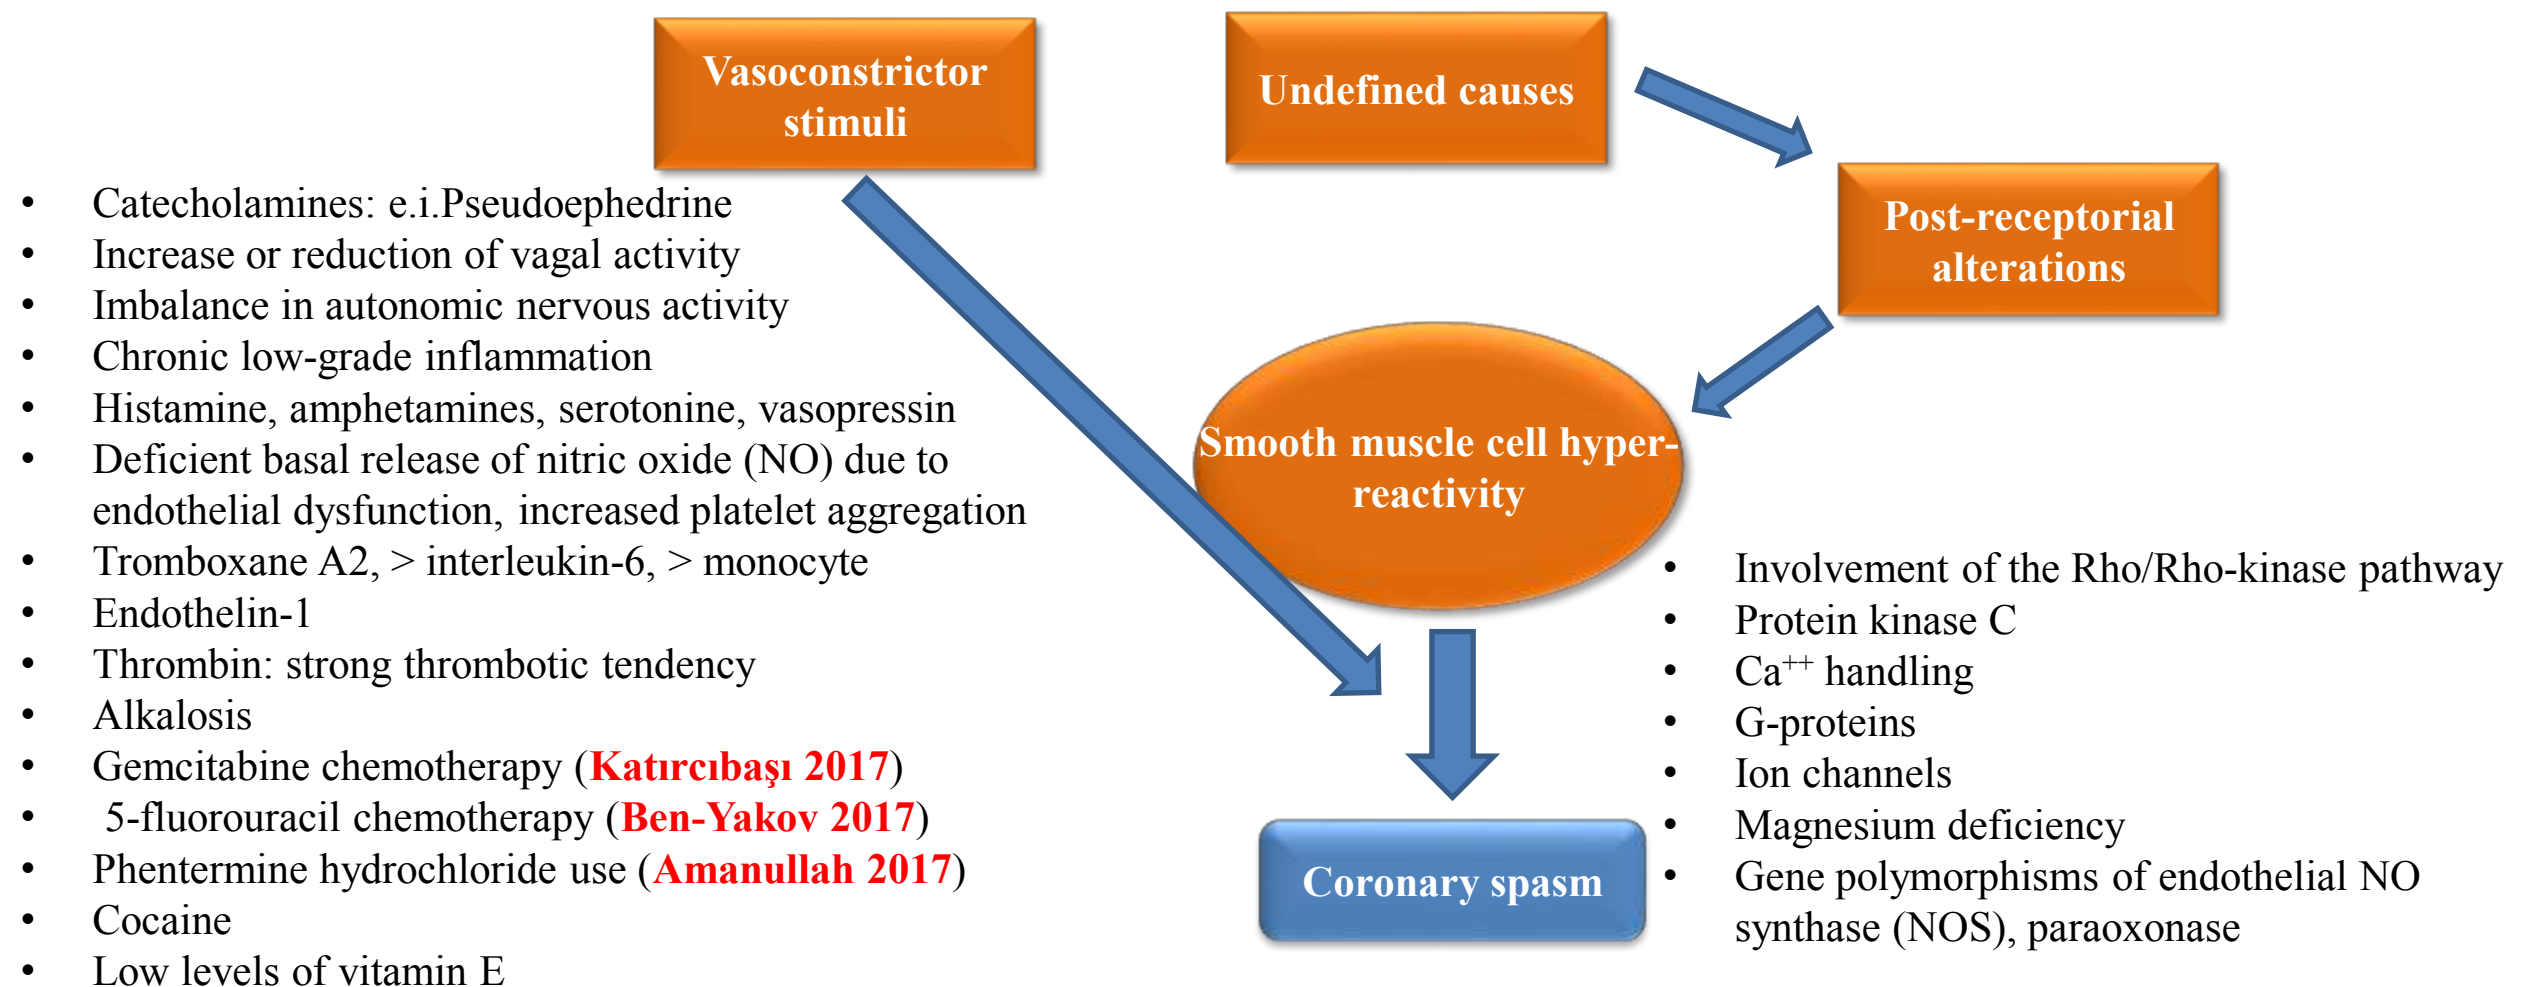 Vasoconstrictor
stimuli
Undefined causes
Post-receptorial
alterations
Smooth muscle cell hyper-
reactivity
Coronary spasm
• Catecholamines: e.i.Pseudoephedrine
• Increase or reduction of vagal activity
• Imbalance in autonomic nervous activity
• Chronic low-grade inflammation
• Histamine, amphetamines, serotonine, vasopressin
• Deficient basal release of nitric oxide (NO) due to
endothelial dysfunction, increased platelet aggregation
• Tromboxane A2, > interleukin-6, > monocyte
• Endothelin-1
• Thrombin: strong thrombotic tendency
• Alkalosis
• Gemcitabine chemotherapy (Katırcıbaşı 2017)
• 5-fluorouracil chemotherapy (Ben-Yakov 2017)
• Phentermine hydrochloride use (Amanullah 2017)
• Cocaine
• Low levels of vitamin E
• Involvement of the Rho/Rho-kinase pathway
• Protein kinase C
• Ca⁺⁺ handling
• G-proteins
• Ion channels
• Magnesium deficiency
• Gene polymorphisms of endothelial NO
synthase (NOS), paraoxonase